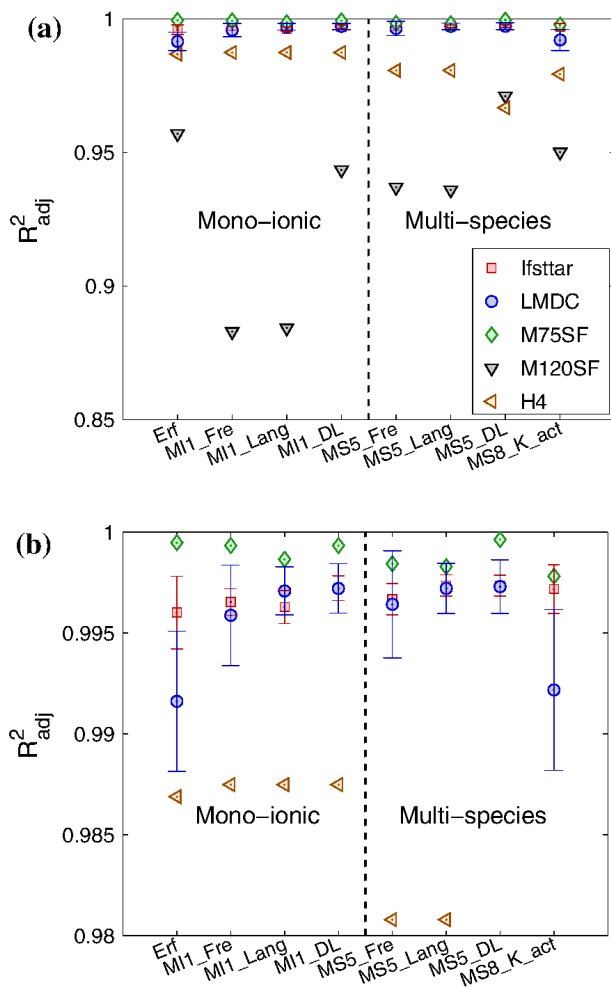 (a)
1
0.95
0.9
0.85
R²adj
Mono-ionic
Multi-species
Ifsttar
LMDC
M75SF
M120SF
H4
Erf
MI1_Fre
MI1_Lang
MI1_DL
MS5_Fre
MS5_Lang
MS5_DL
MS8_K_act
(b)
1
0.995
0.99
0.985
0.98
R²adj
Mono-ionic
Multi-species
Erf
MI1_Fre
MI1_Lang
MI1_DL
MS5_Fre
MS5_Lang
MS5_DL
MS8_K_act